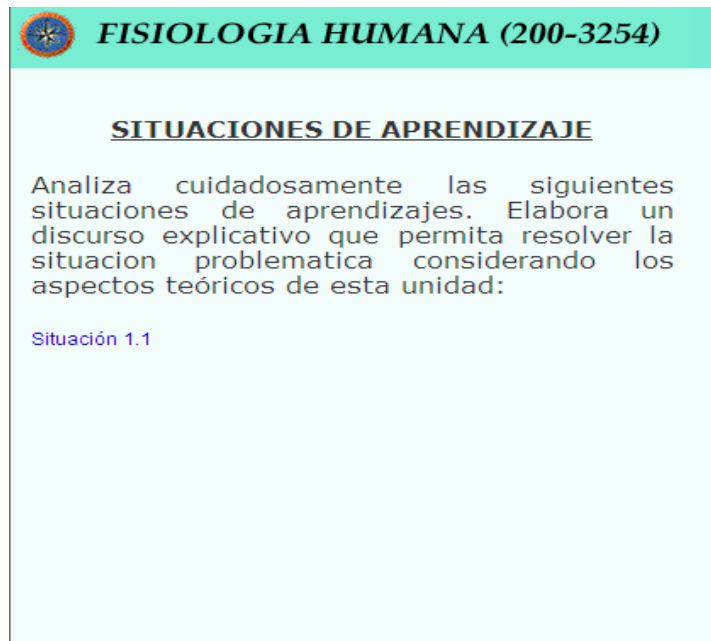 FISIOLOGIA HUMANA (200-3254)
SITUACIONES DE APRENDIZAJE
Analiza cuidadosamente las siguientes
situaciones de aprendizajes. Elabora un
discurso explicativo que permita resolver la
situacion problematica considerando los
aspectos teóricos de esta unidad:
Situación 1.1